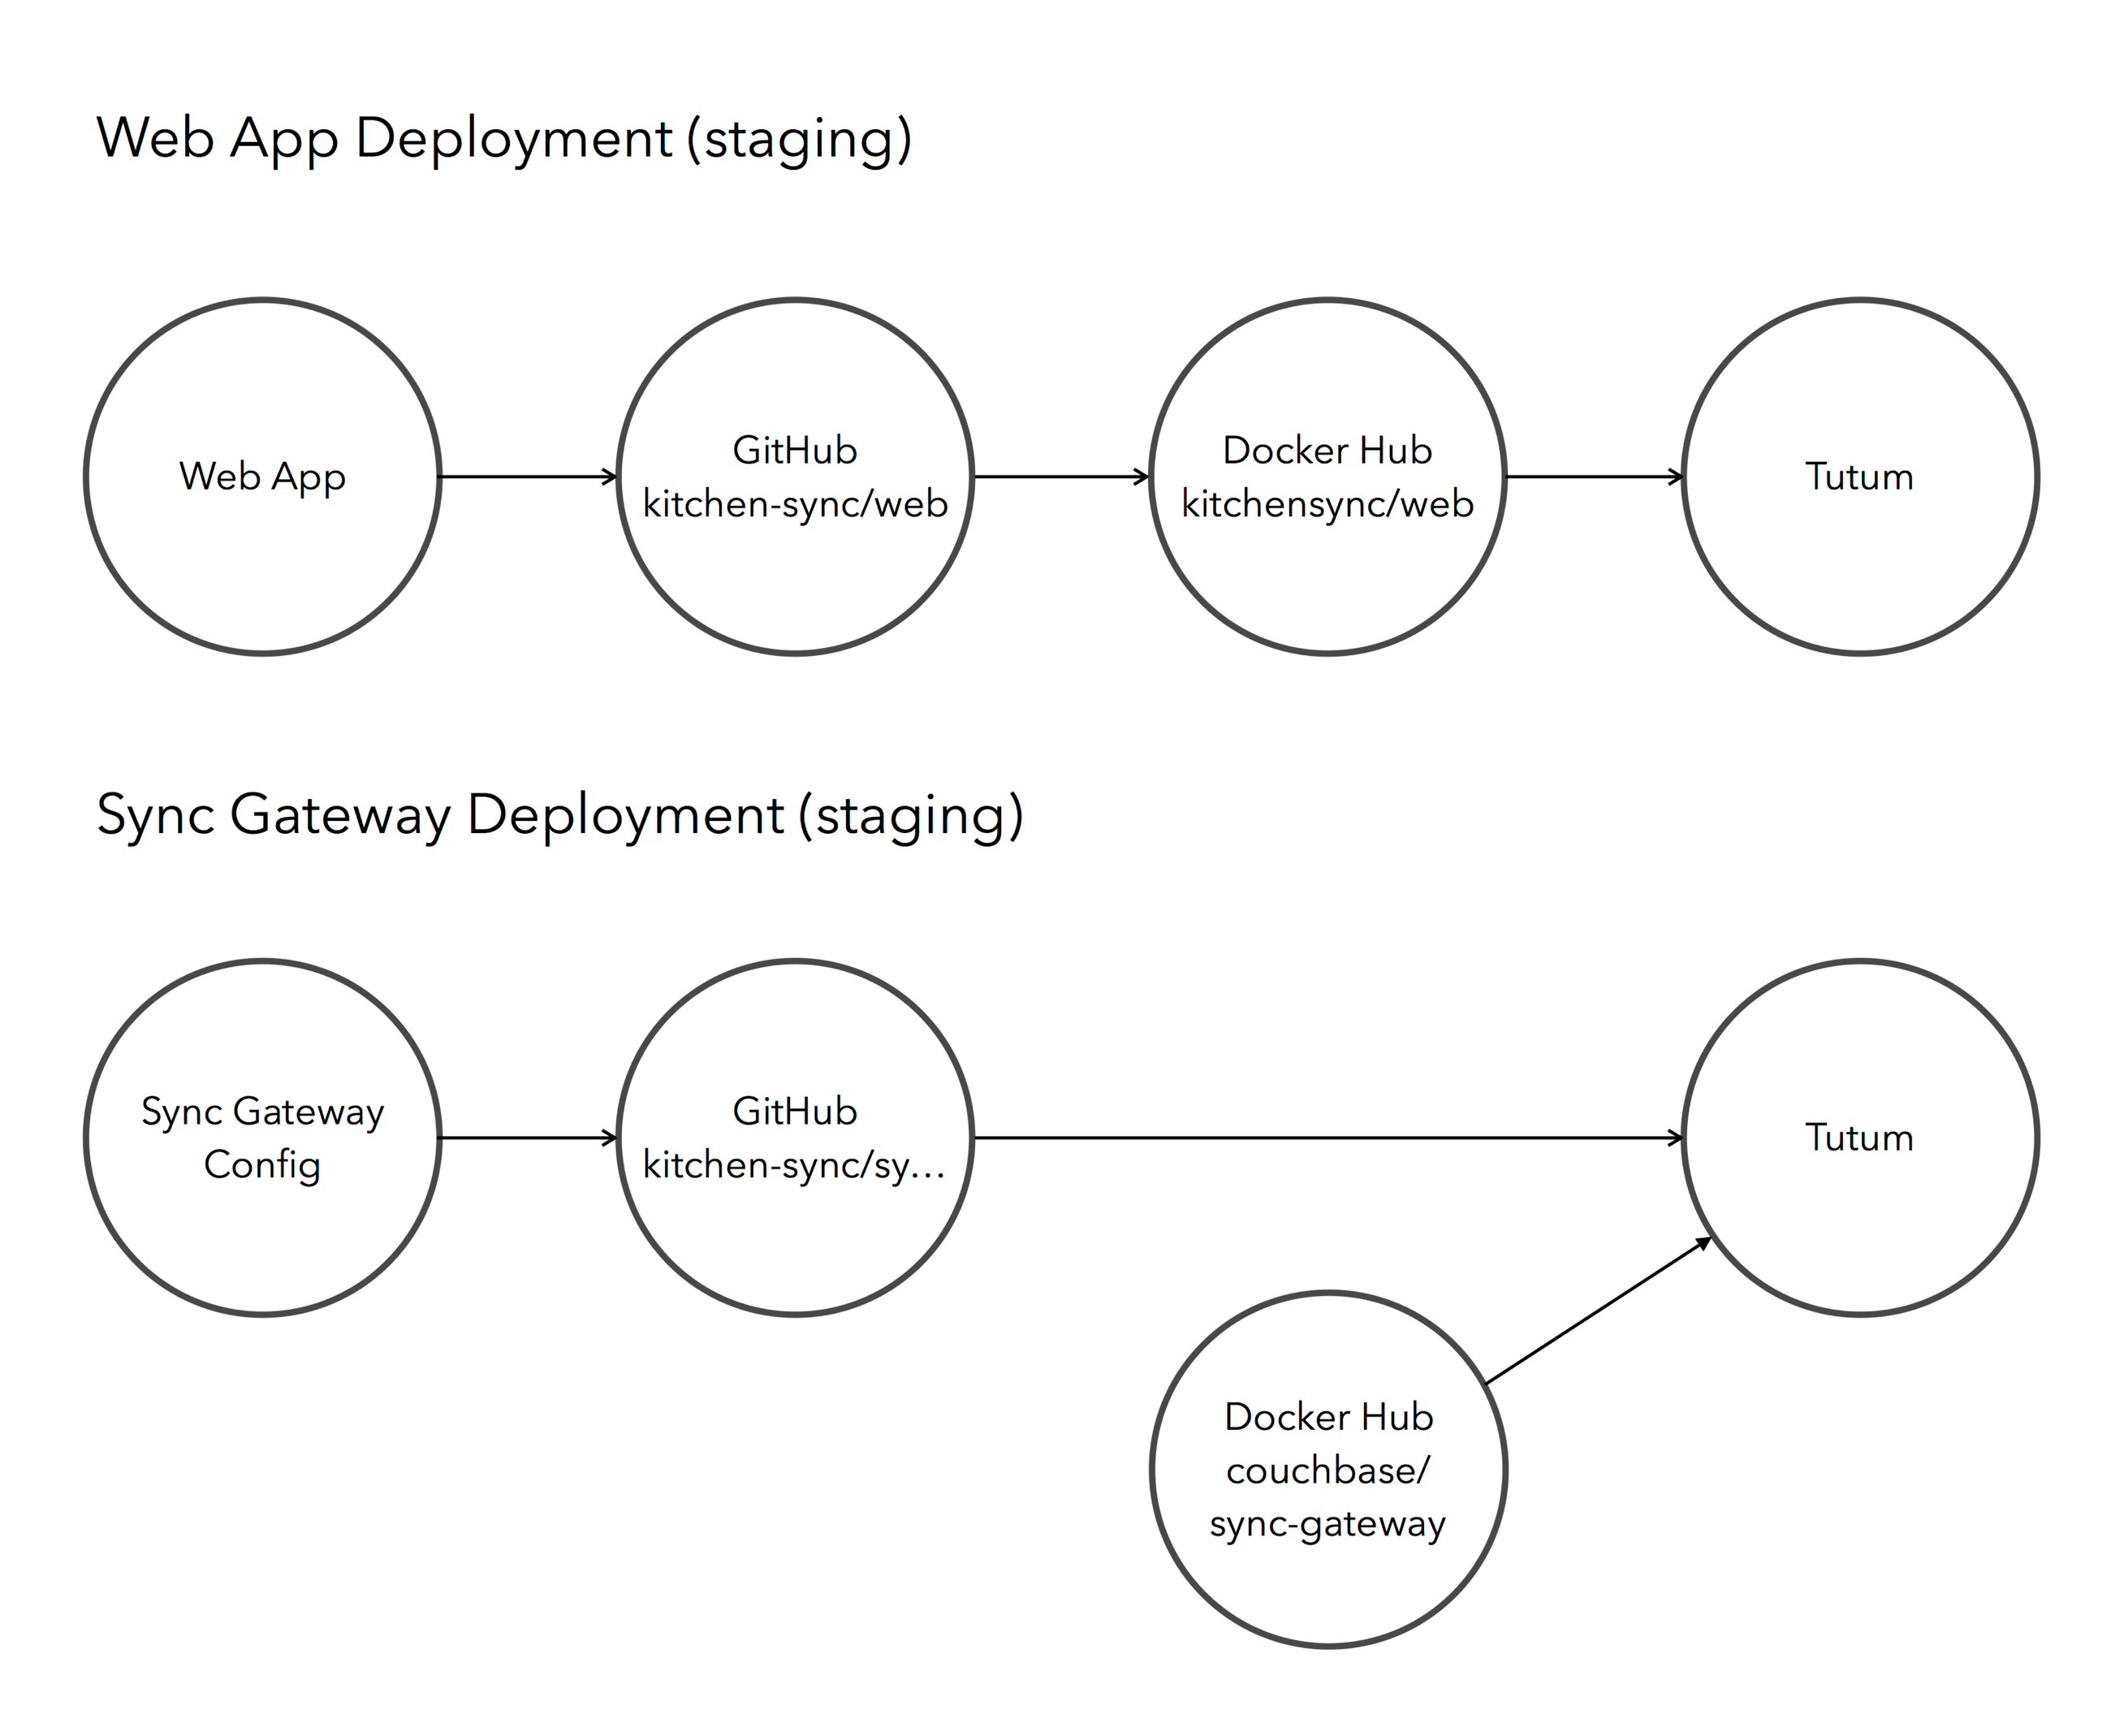 Web App Deployment (staging)
Web App
GitHub
kitchen-sync/web
Docker Hub
kitchensync/web
Tutum
Sync Gateway Deployment (staging)
Sync Gateway
Config
GitHub
kitchen-sync/sy...
Tutum
Docker Hub
couchbase/
sync-gateway